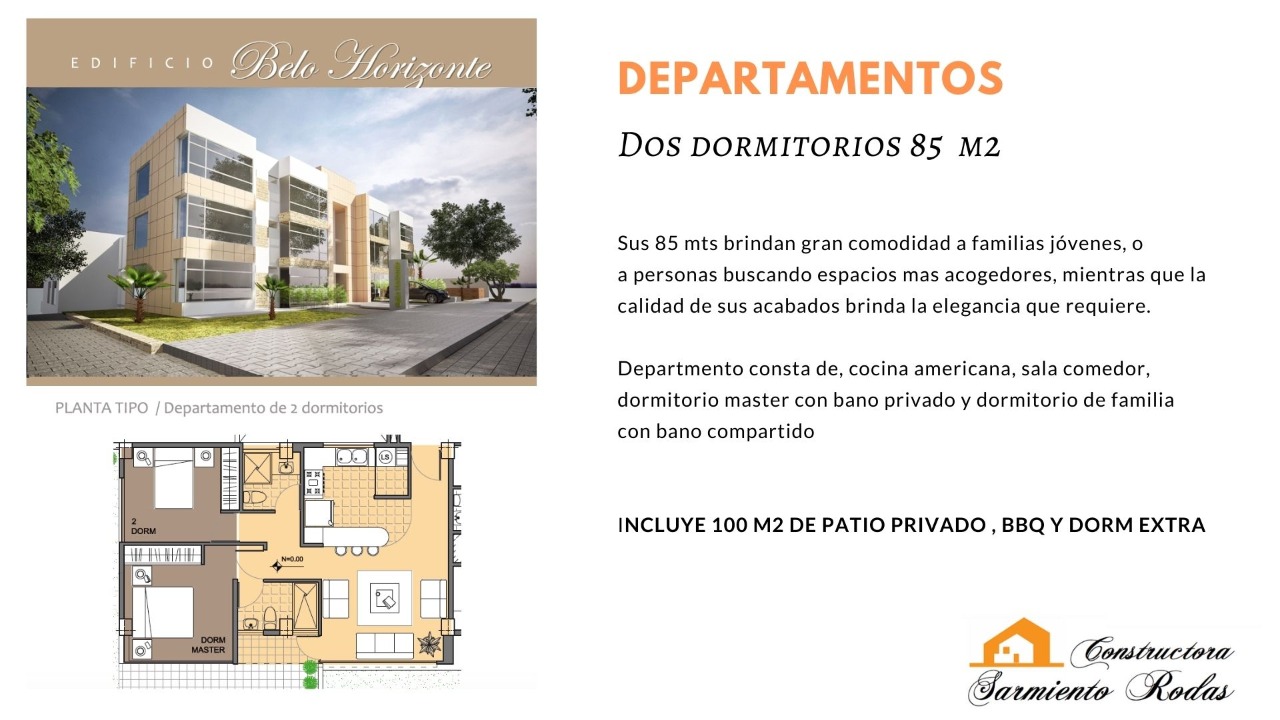 EDIFICIO Belo Horizonte
PLANTA TIPO / Departamento de 2 dormitorios
LS
2
DORM
N=0.00
DORM
MASTER
DEPARTAMENTOS
Dos dormitorios 85 m2
Sus 85 mts brindan gran comodidad a familias jóvenes, o
a personas buscando espacios mas acogedores, mientras que la
calidad de sus acabados brinda la elegancia que requiere.
Departmento consta de, cocina americana, sala comedor,
dormitorio master con bano privado y dormitorio de familia
con bano compartido
INCLUYE 100 M2 DE PATIO PRIVADO , BBQ Y DORM EXTRA
Constructora
Sarmiento Rodas